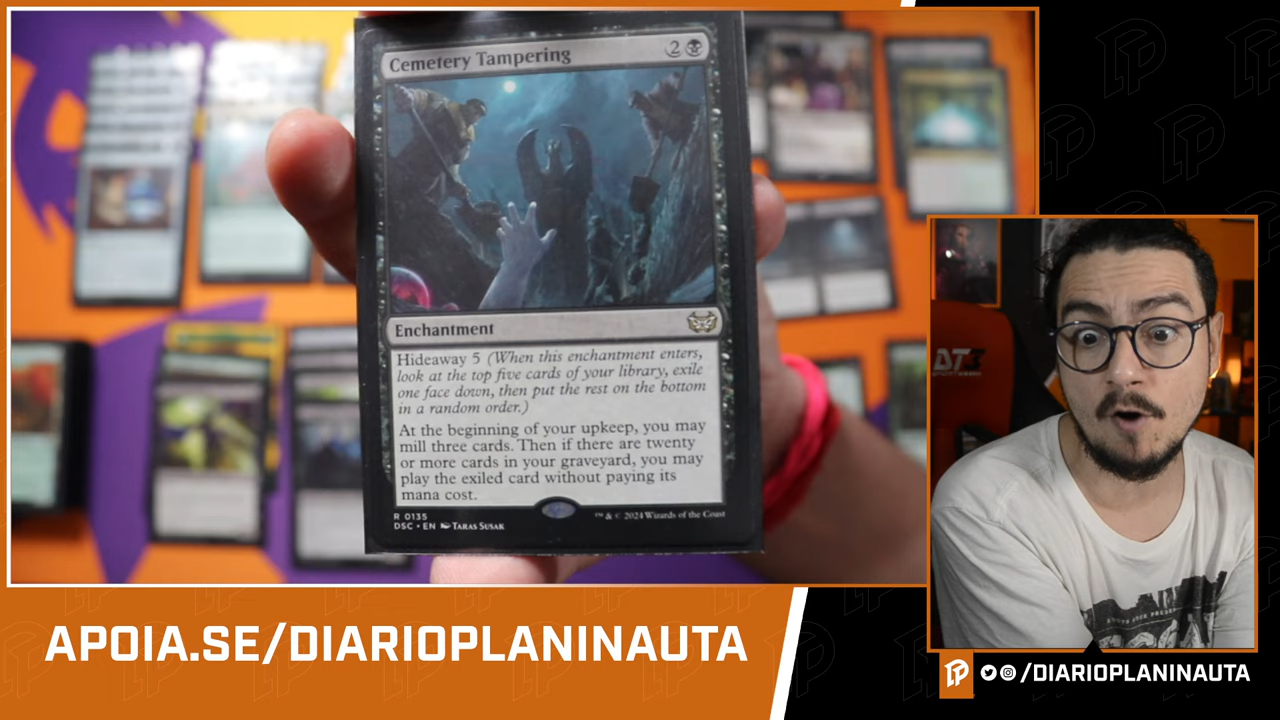 Cemetery Tampering 2
Enchantment
Hideaway 5 (When this enchantment enters,
look at the top five cards of your library, exile
one face down, then put the rest on the bottom
in a random order.)
At the beginning of your upkeep, you may
mill three cards. Then if there are twenty
or more cards in your graveyard, you may
play the exiled card without paying its
mana cost.
R 0135
DSC • EN TARAS SUSAK
™ & © 2024 Wizards of the Coast
DT3
APOIA.SE/DIARIOPLANINAUTA
/DIARIOPLANINAUTA